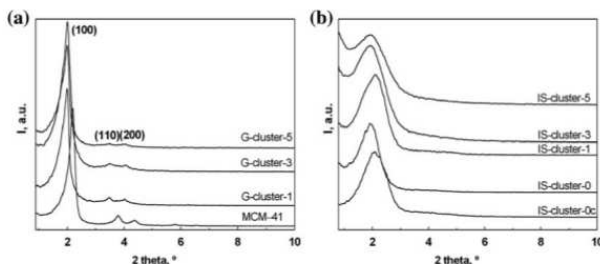 (a)
(100)
(110)(200)
G-cluster-5
G-cluster-3
G-cluster-1
MCM-41
I, a.u.
2 4 6 8 10
2 theta, °
(b)
IS-cluster-5
IS-cluster-3
IS-cluster-1
IS-cluster-0
IS-cluster-0c
I, a.u.
2 4 6 8 10
2 theta, °